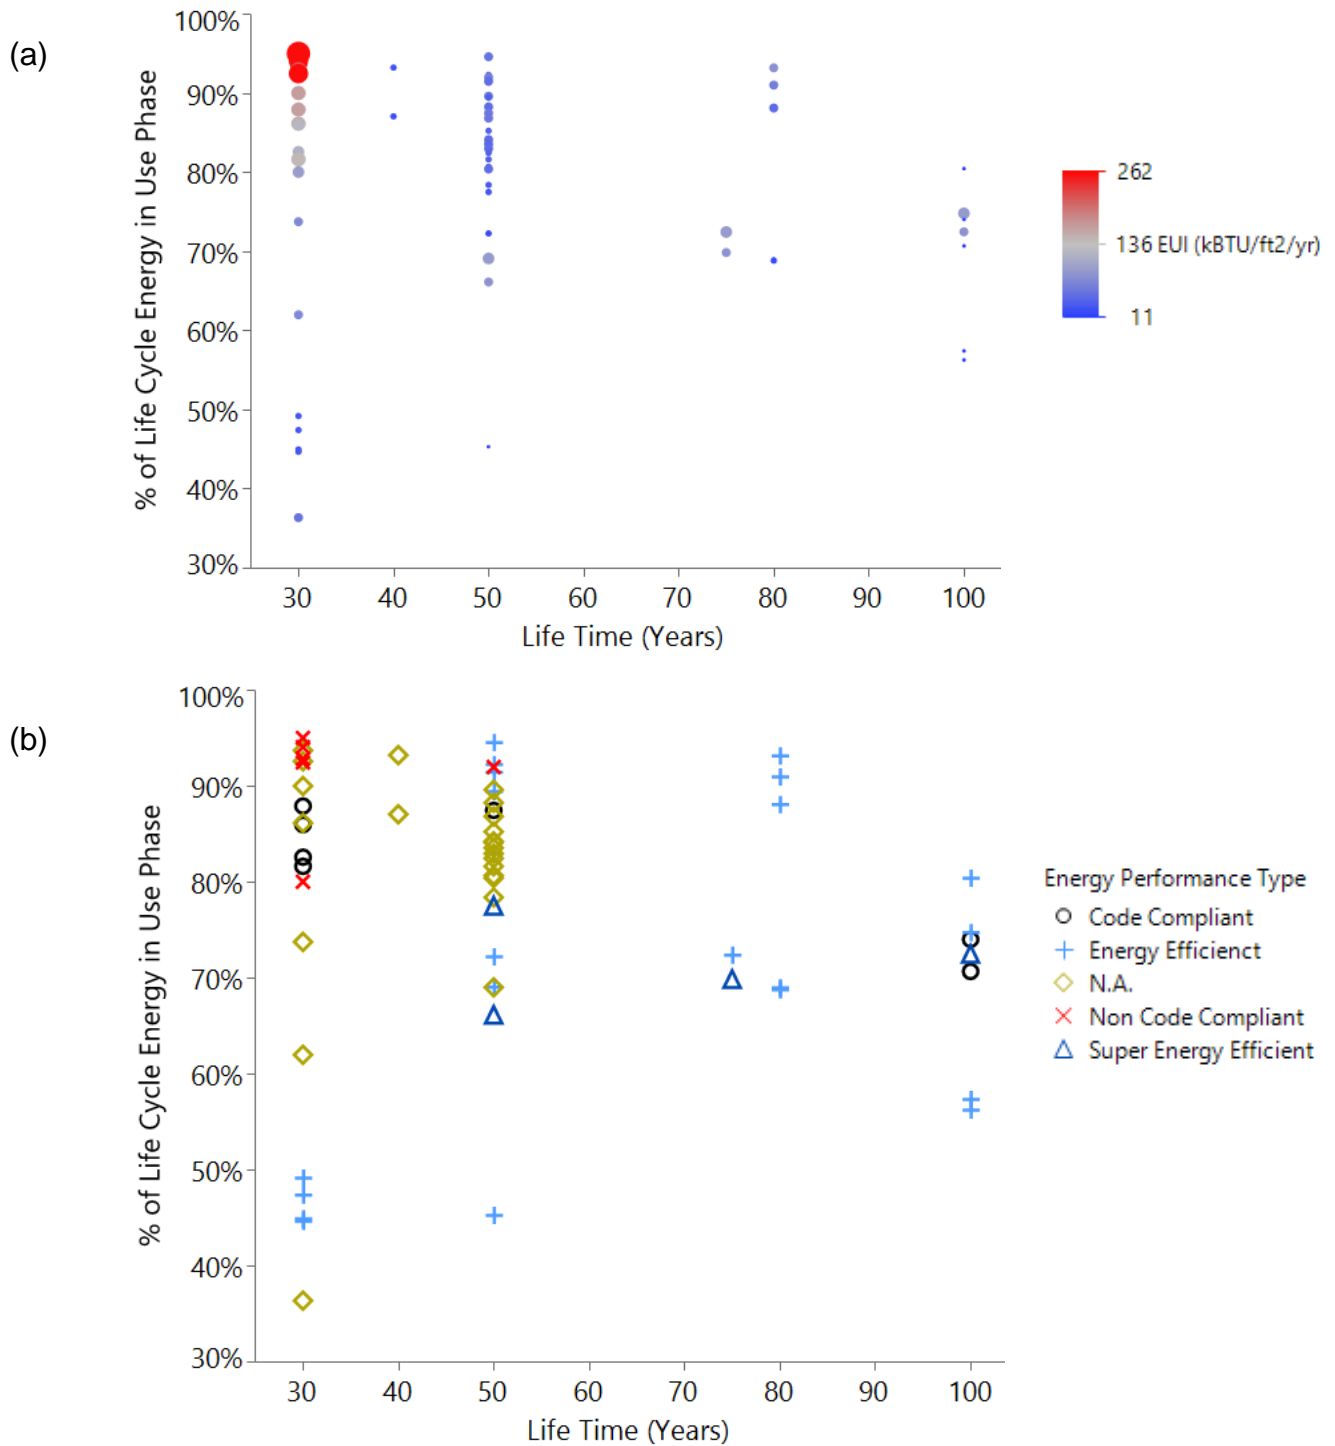 (a)
100%
90%
80%
70%
60%
50%
40%
30%
% of Life Cycle Energy in Use Phase
30 40 50 60 70 80 90 100
Life Time (Years)
262
136 EUI (kBTU/ft2/yr)
11
(b)
100%
90%
80%
70%
60%
50%
40%
30%
% of Life Cycle Energy in Use Phase
30 40 50 60 70 80 90 100
Life Time (Years)
Energy Performance Type
Code Compliant
Energy Efficienct
N.A.
Non Code Compliant
Super Energy Efficient